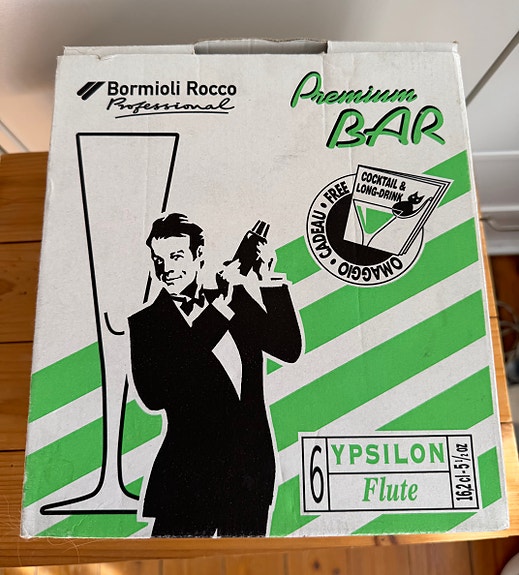 Bormioli Rocco
Professional
Premium
BAR
COCKTAIL &
LONG-DRINK
FREE • CADEAU • OMAGGIO •
6
YPSILON
Flute
16,2 cl - 5 1/2 oz